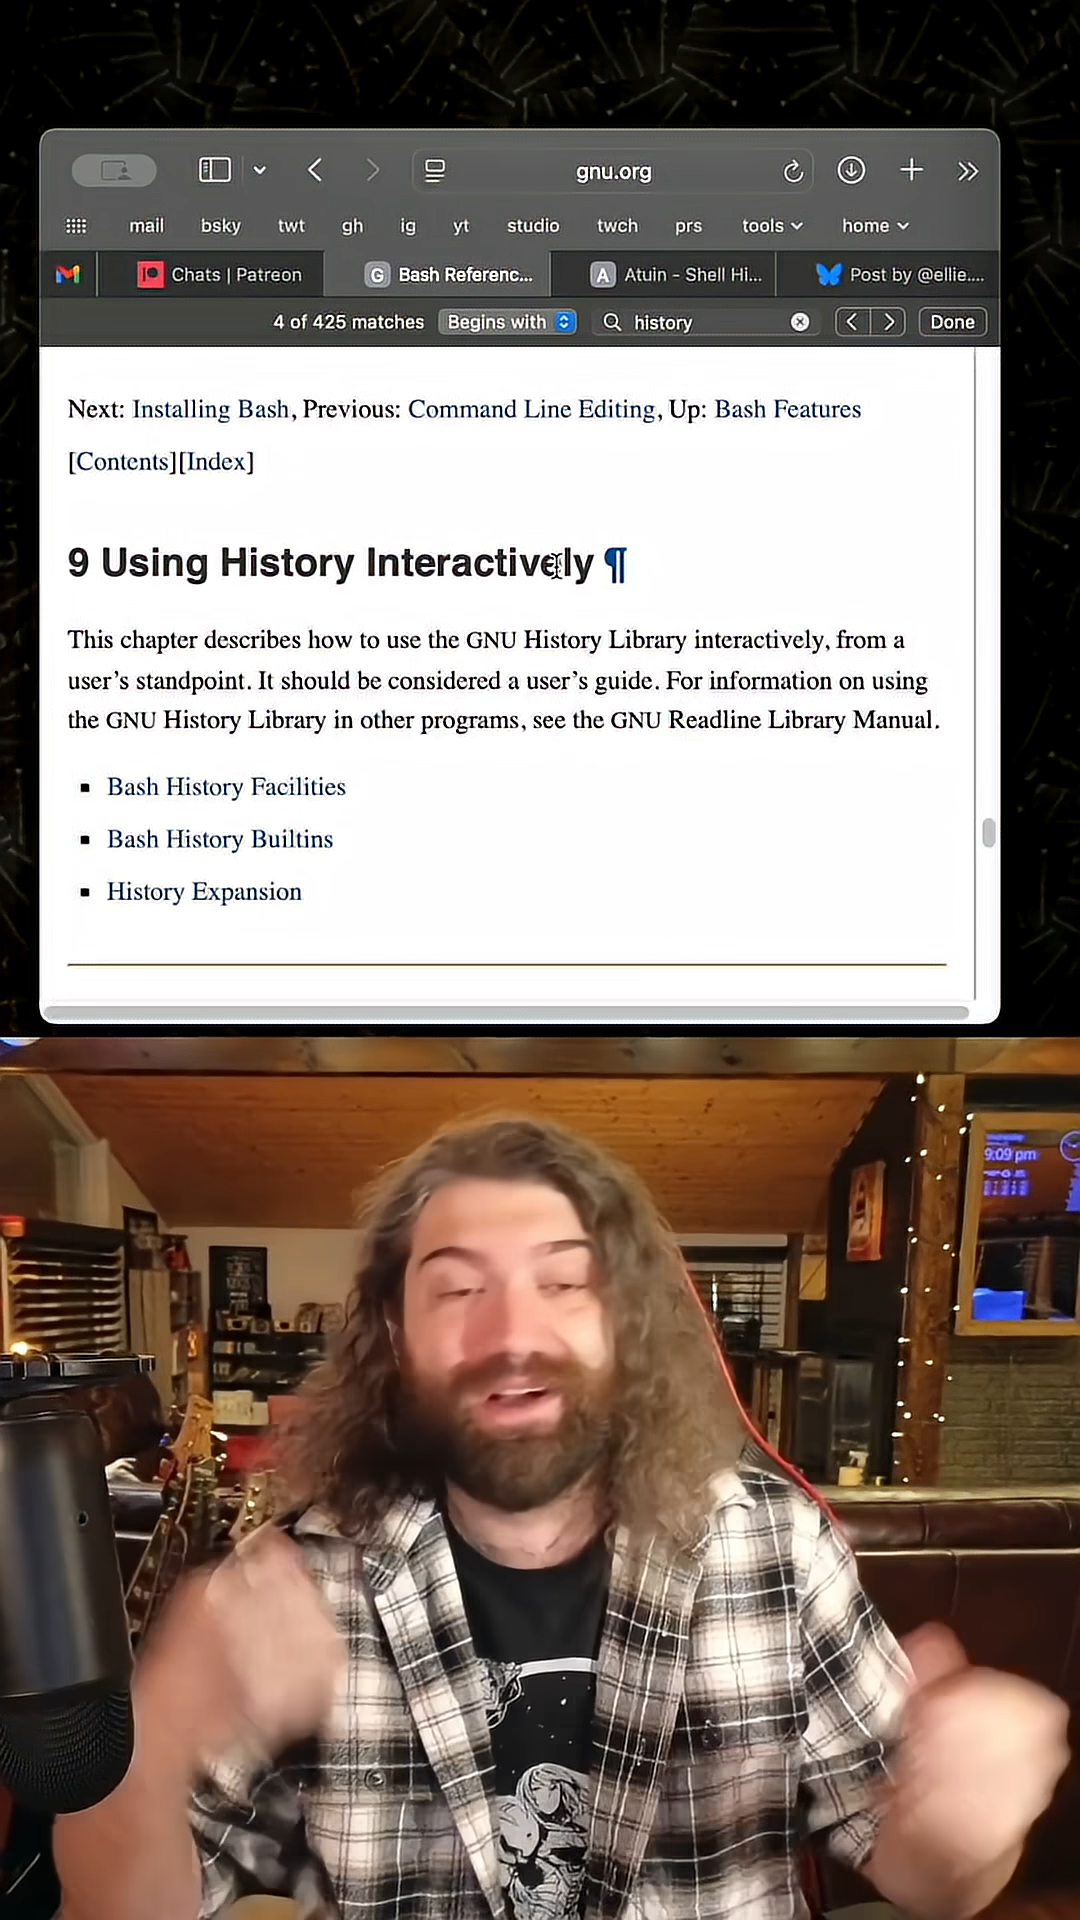 gnu.org
mail bsky twt gh ig yt studio twch prs tools home
Chats | Patreon
G Bash Referenc...
A Atuin - Shell Hi...
Post by @ellie....
4 of 425 matches Begins with history Done
Next: Installing Bash, Previous: Command Line Editing, Up: Bash Features
[Contents][Index]
9 Using History Interactively ¶
This chapter describes how to use the GNU History Library interactively, from a
user’s standpoint. It should be considered a user’s guide. For information on using
the GNU History Library in other programs, see the GNU Readline Library Manual.
Bash History Facilities
Bash History Builtins
History Expansion
9:09 pm